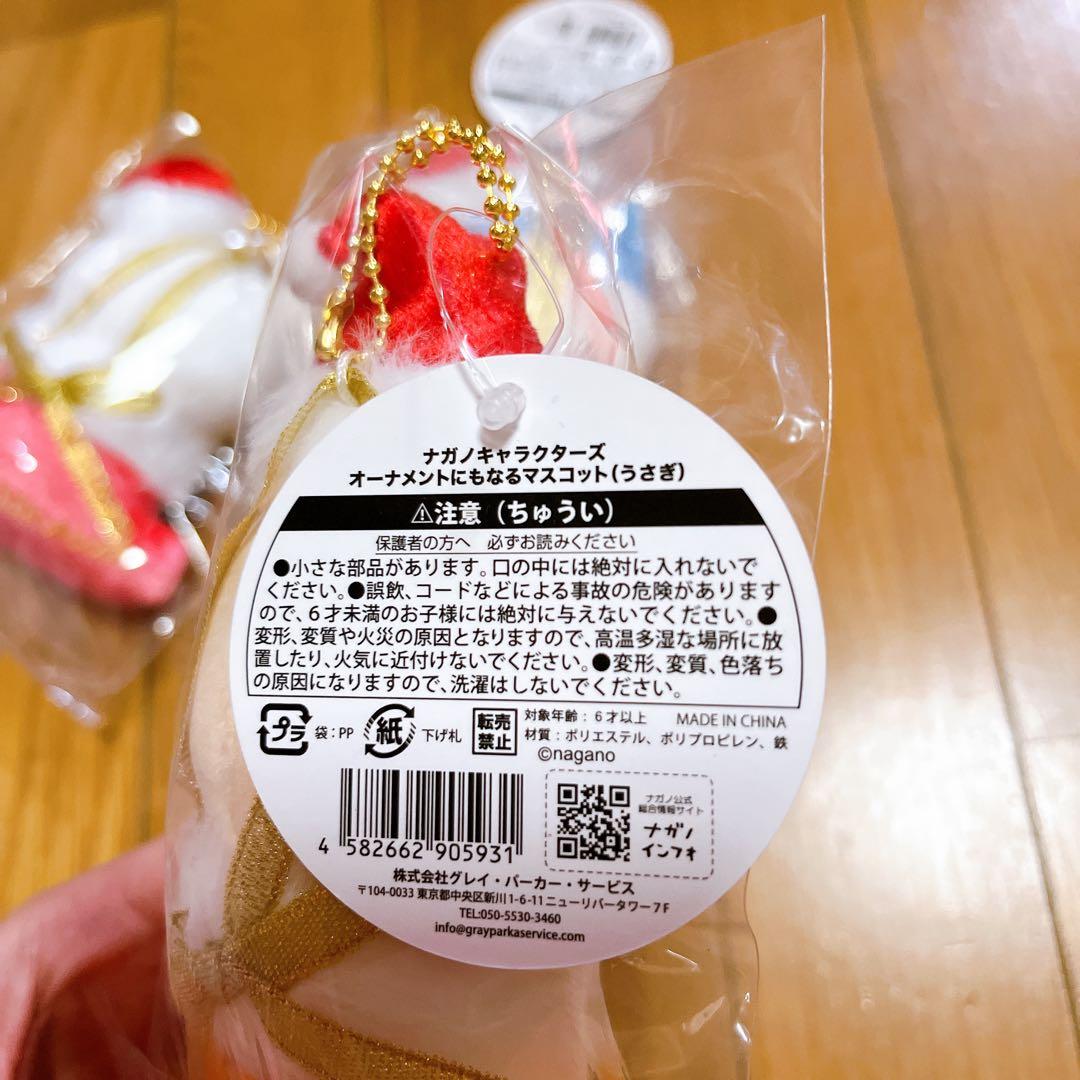 ナガノキャラクターズ
オーナメントにもなるマスコット(うさぎ)
⚠注意(ちゅうい)
保護者の方へ 必ずお読みください
●小さな部品があります。口の中には絶対に入れないで
ください。●誤飲、コードなどによる事故の危険があります
ので、6才未満のお子様には絶対に与えないでください。●
変形、変質や火災の原因となりますので、高温多湿な場所に放
置したり、火気に近付けないでください。●変形、変質、色落ち
の原因になりますので、洗濯はしないでください。
プラ 袋:PP 紙 下げ札 転売禁止
対象年齢:6才以上 MADE IN CHINA
材質:ポリエステル、ポリプロピレン、鉄
©nagano
4 582662 905931
ナガノ公式
総合情報サイト
ナガノ
インフォ
株式会社グレイ・パーカー・サービス
〒104-0033 東京都中央区新川1-6-11ニューリバータワー7F
TEL:050-5530-3460
info@grayparkaservice.com